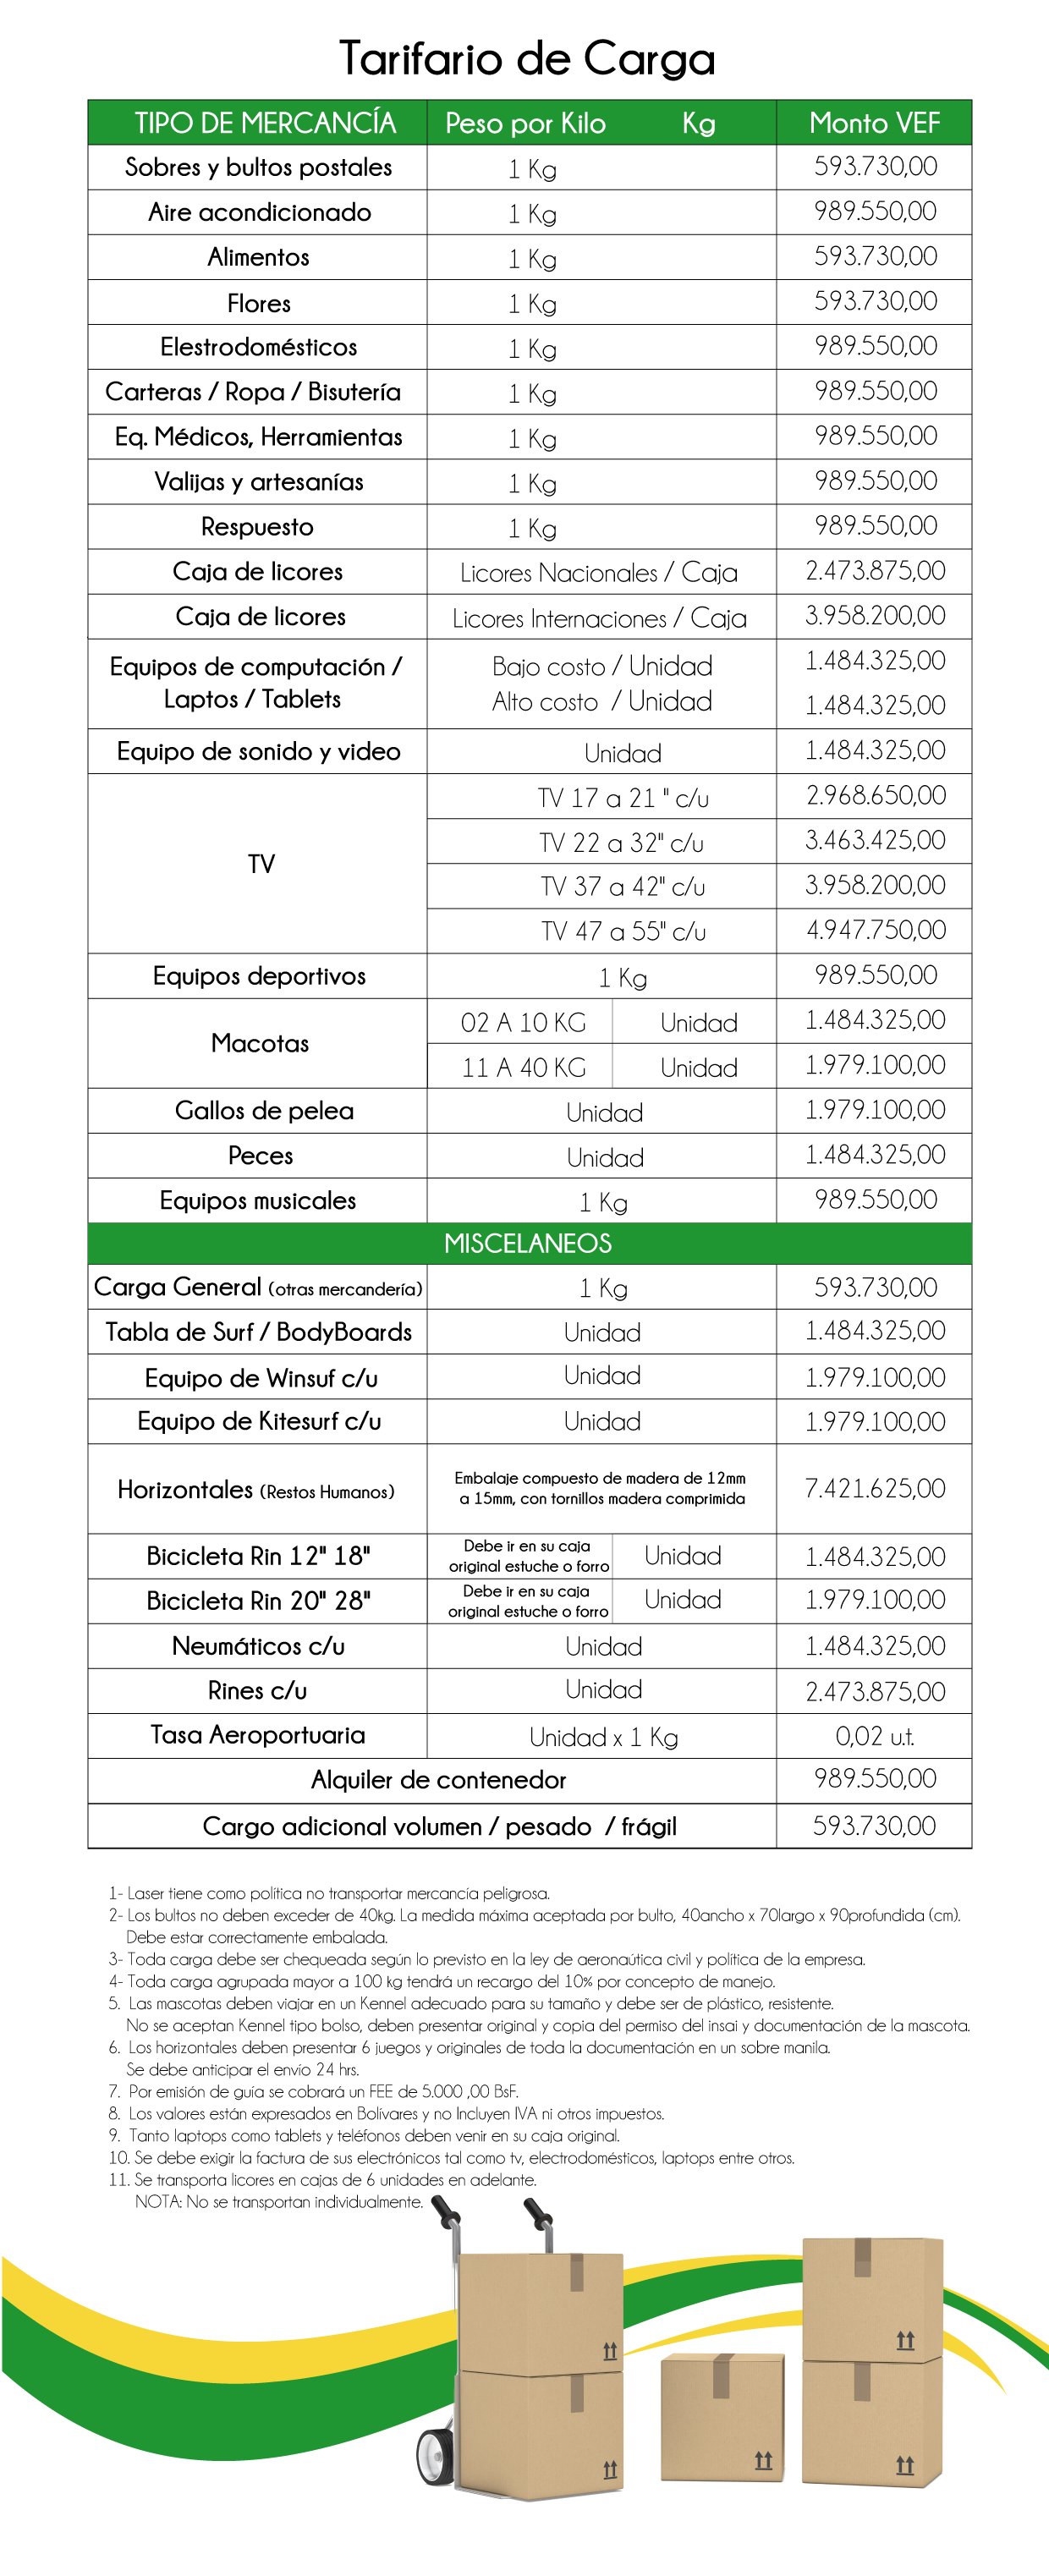 Tarifario de Carga
TIPO DE MERCANCÍA Peso por Kilo Kg Monto VEF
Sobres y bultos postales 1 Kg 593.730,00
Aire acondicionado 1 Kg 989.550,00
Alimentos 1 Kg 593.730,00
Flores 1 Kg 593.730,00
Elestrodomésticos 1 Kg 989.550,00
Carteras / Ropa / Bisutería 1 Kg 989.550,00
Eq. Médicos, Herramientas 1 Kg 989.550,00
Valijas y artesanías 1 Kg 989.550,00
Respuesto 1 Kg 989.550,00
Caja de licores Licores Nacionales / Caja 2.473.875,00
Caja de licores Licores Internaciones / Caja 3.958.200,00
Equipos de computación / Bajo costo / Unidad 1.484.325,00
Laptos / Tablets Alto costo / Unidad 1.484.325,00
Equipo de sonido y video Unidad 1.484.325,00
TV
TV 17 a 21 " c/u 2.968.650,00
TV 22 a 32" c/u 3.463.425,00
TV 37 a 42" c/u 3.958.200,00
TV 47 a 55" c/u 4.947.750,00
Equipos deportivos 1 Kg 989.550,00
Macotas
02 A 10 KG Unidad 1.484.325,00
11 A 40 KG Unidad 1.979.100,00
Gallos de pelea Unidad 1.979.100,00
Peces Unidad 1.484.325,00
Equipos musicales 1 Kg 989.550,00
MISCELANEOS
Carga General (otras mercandería) 1 Kg 593.730,00
Tabla de Surf / BodyBoards Unidad 1.484.325,00
Equipo de Winsuf c/u Unidad 1.979.100,00
Equipo de Kitesurf c/u Unidad 1.979.100,00
Horizontales (Restos Humanos) Embalaje compuesto de madera de 12mm
a 15mm, con tornillos madera comprimida 7.421.625,00
Bicicleta Rin 12" 18" Debe ir en su caja
original estuche o forro Unidad 1.484.325,00
Bicicleta Rin 20" 28" Debe ir en su caja
original estuche o forro Unidad 1.979.100,00
Neumáticos c/u Unidad 1.484.325,00
Rines c/u Unidad 2.473.875,00
Tasa Aeroportuaria Unidad x 1 Kg 0,02 u.t.
Alquiler de contenedor 989.550,00
Cargo adicional volumen / pesado / frágil 593.730,00
1- Laser tiene como política no transportar mercancía peligrosa.
2- Los bultos no deben exceder de 40kg. La medida máxima aceptada por bulto, 40ancho x 70largo x 90profundida (cm).
Debe estar correctamente embalada.
3- Toda carga debe ser chequeada según lo previsto en la ley de aeronaútica civil y política de la empresa.
4- Toda carga agrupada mayor a 100 kg tendrá un recargo del 10% por concepto de manejo.
5. Las mascotas deben viajar en un Kennel adecuado para su tamaño y debe ser de plástico, resistente.
No se aceptan Kennel tipo bolso, deben presentar original y copia del permiso del insai y documentación de la mascota.
6. Los horizontales deben presentar 6 juegos y originales de toda la documentación en un sobre manila.
Se debe anticipar el envío 24 hrs.
7. Por emisión de guía se cobrará un FEE de 5.000 ,00 BsF.
8. Los valores están expresados en Bolívares y no Incluyen IVA ni otros impuestos.
9. Tanto laptops como tablets y teléfonos deben venir en su caja original.
10. Se debe exigir la factura de sus electrónicos tal como tv, electrodomésticos, laptops entre otros.
11. Se transporta licores en cajas de 6 unidades en adelante.
NOTA: No se transportan individualmente.